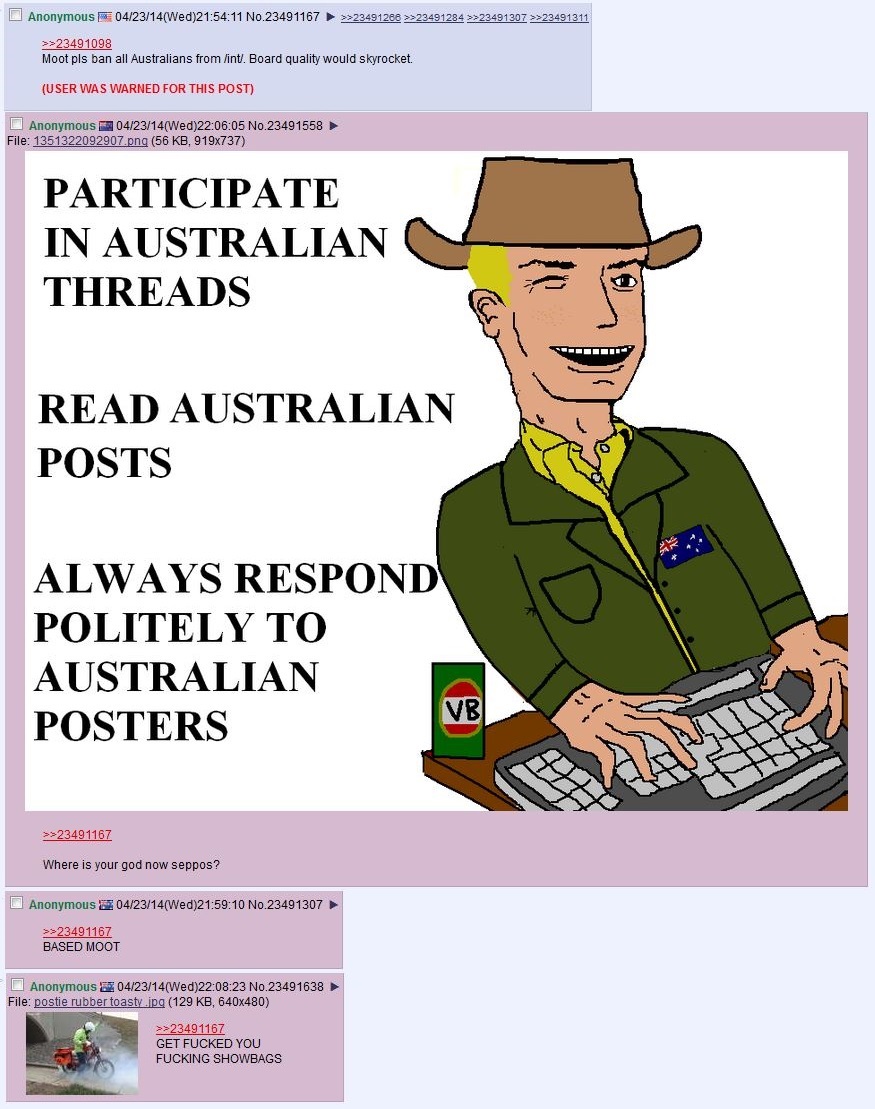 Anonymous 04/23/14(Wed)21:54:11 No.23491167 ▶ >>23491266 >>23491284 >>23491307 >>23491311
>>23491098
Moot pls ban all Australians from /int/. Board quality would skyrocket.
(USER WAS WARNED FOR THIS POST)
Anonymous 04/23/14(Wed)22:06:05 No.23491558 ▶
File: 1351322092907.png (56 KB, 919x737)
PARTICIPATE
IN AUSTRALIAN
THREADS
READ AUSTRALIAN
POSTS
ALWAYS RESPOND
POLITELY TO
AUSTRALIAN
POSTERS
VB
>>23491167
Where is your god now seppos?
Anonymous 04/23/14(Wed)21:59:10 No.23491307 ▶
>>23491167
BASED MOOT
Anonymous 04/23/14(Wed)22:08:23 No.23491638 ▶
File: postie rubber toasty .jpg (129 KB, 640x480)
>>23491167
GET FUCKED YOU
FUCKING SHOWBAGS